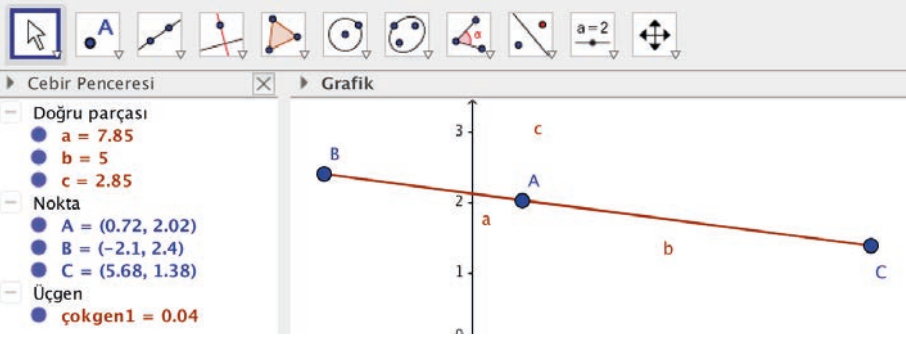 A
α
a=2
Cebir Penceresi
Grafik
Doğru parçası
a = 7.85
b = 5
c = 2.85
Nokta
A = (0.72, 2.02)
B = (−2.1, 2.4)
C = (5.68, 1.38)
Üçgen
çokgen1 = 0.04
3
c
B
A
2
a
b
1
C
0